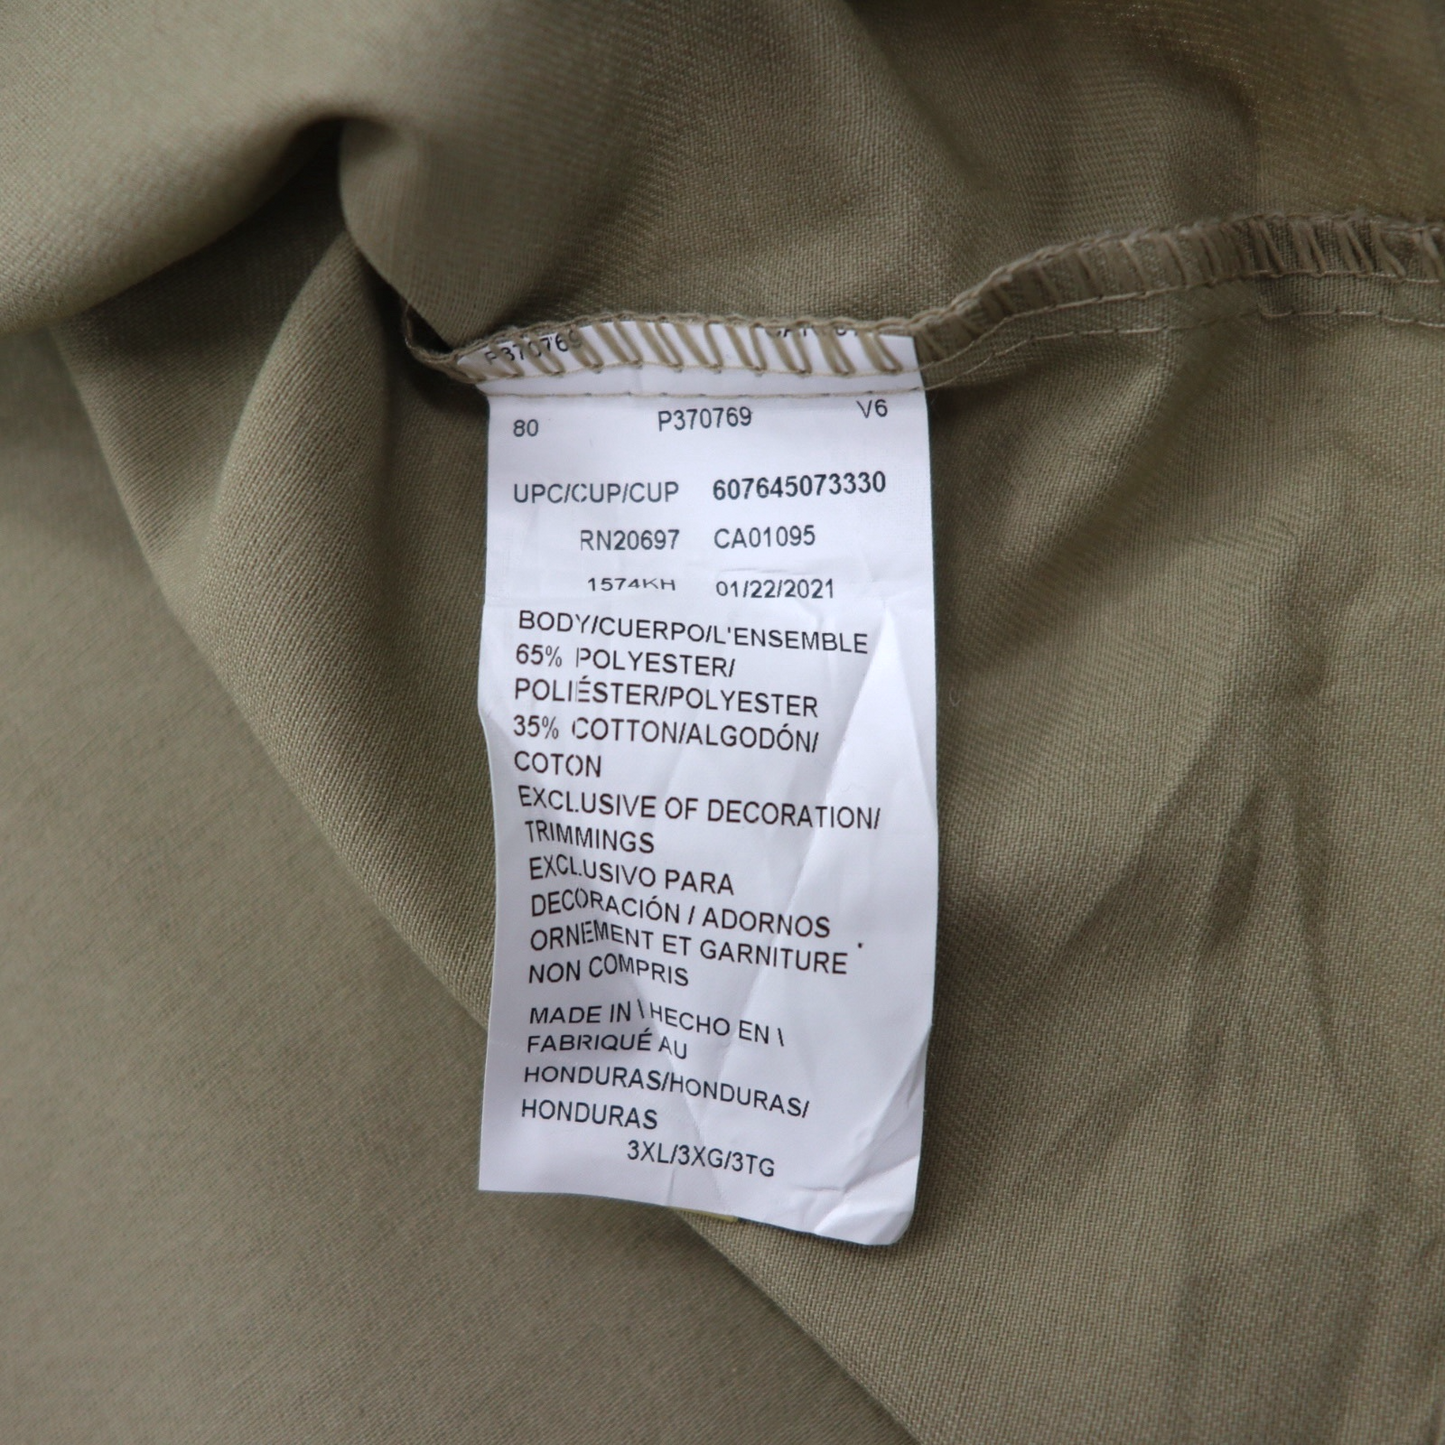 P370769
80 P370769 V6
UPC/CUP/CUP 607645073330
RN20697 CA01095
1574KH 01/22/2021
BODY/CUERPO/L'ENSEMBLE
65% POLYESTER/
POLIÉSTER/POLYESTER
35% COTTON/ALGODÓN/
COTON
EXCLUSIVE OF DECORATION/
TRIMMINGS
EXCLUSIVO PARA
DECORACIÓN / ADORNOS
ORNEMENT ET GARNITURE
NON COMPRIS
MADE IN \ HECHO EN \
FABRIQUÉ AU
HONDURAS/HONDURAS/
HONDURAS
3XL/3XG/3TG